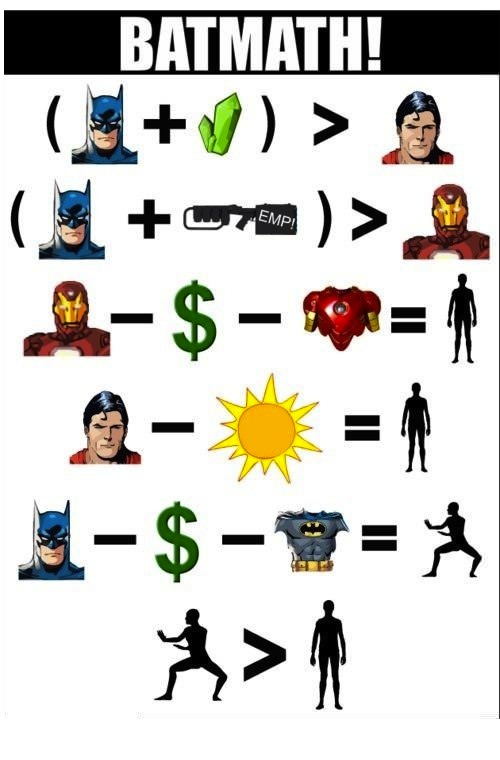 BATMATH!
( + ) >
( + EMP! ) >
- $ - =
- =
- $ - =
>